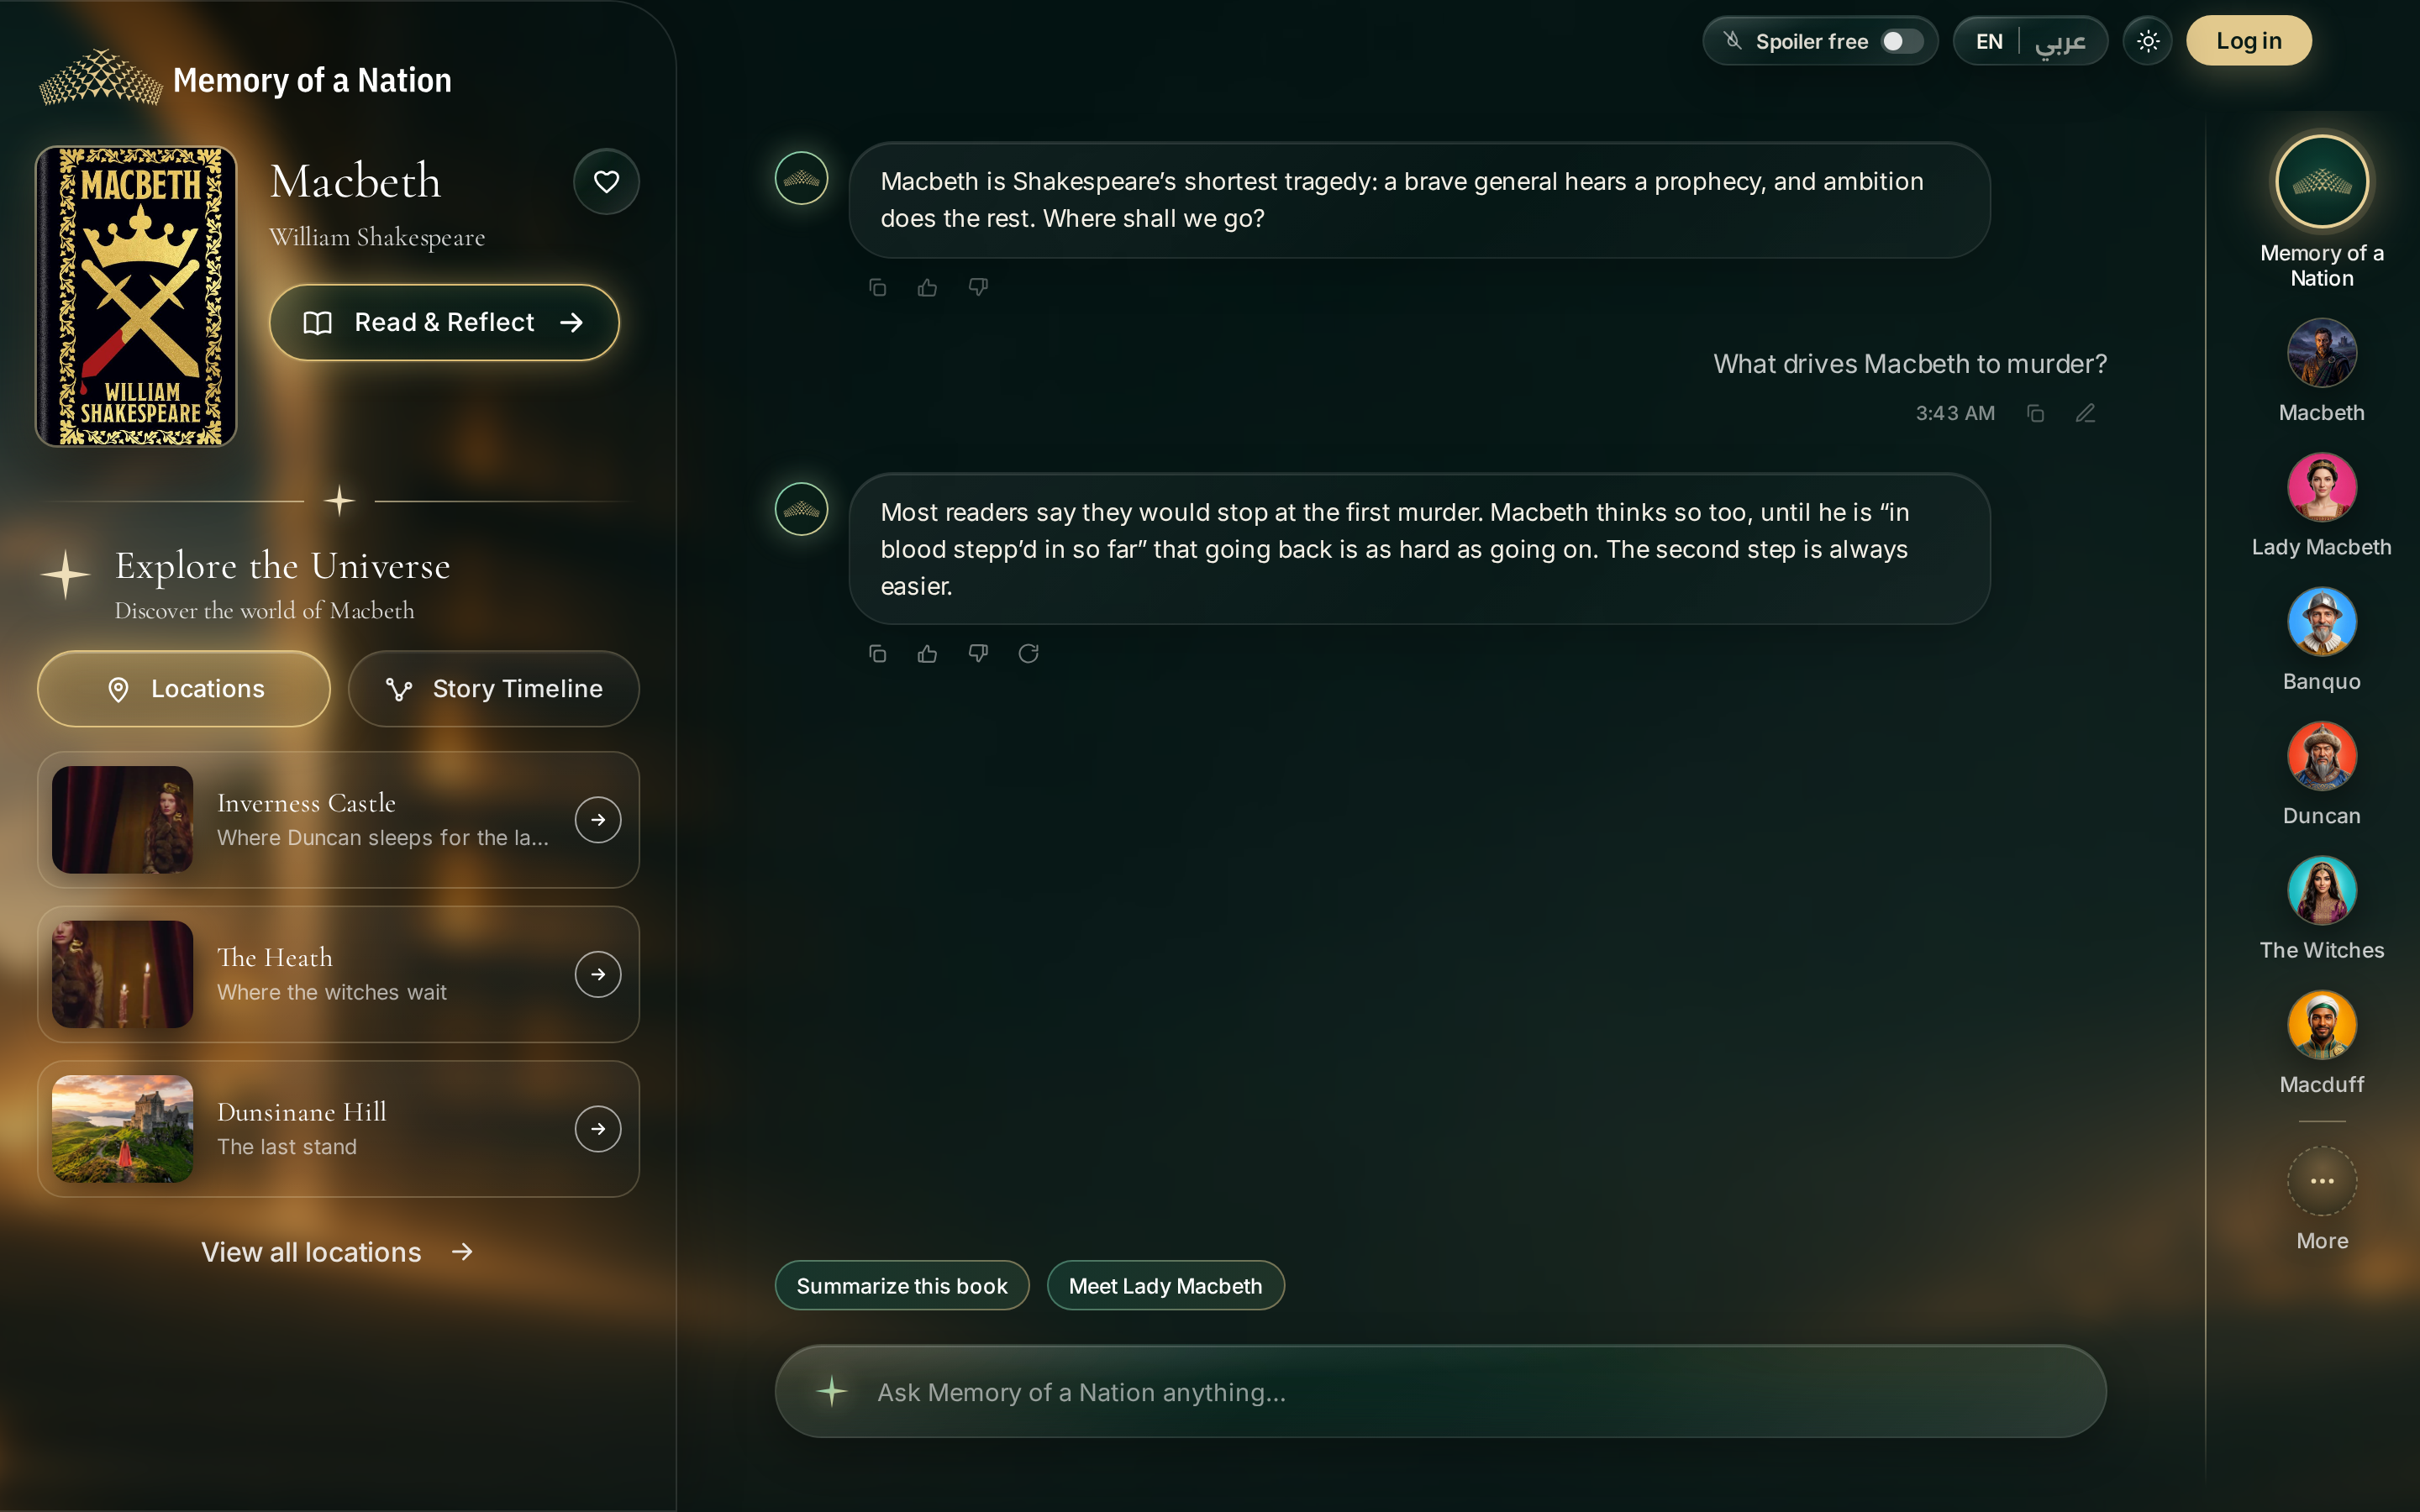 Memory of a Nation
Spoiler free
EN
عربي
Log in
MACBETH
WILLIAM
SHAKESPEARE
Macbeth
William Shakespeare
Read & Reflect
Explore the Universe
Discover the world of Macbeth
Locations
Story Timeline
Inverness Castle
Where Duncan sleeps for the la...
The Heath
Where the witches wait
Dunsinane Hill
The last stand
View all locations
Macbeth is Shakespeare’s shortest tragedy: a brave general hears a prophecy, and ambition
does the rest. Where shall we go?
What drives Macbeth to murder?
3:43 AM
Most readers say they would stop at the first murder. Macbeth thinks so too, until he is “in
blood stepp’d in so far” that going back is as hard as going on. The second step is always
easier.
Summarize this book
Meet Lady Macbeth
Ask Memory of a Nation anything...
Memory of a
Nation
Macbeth
Lady Macbeth
Banquo
Duncan
The Witches
Macduff
More